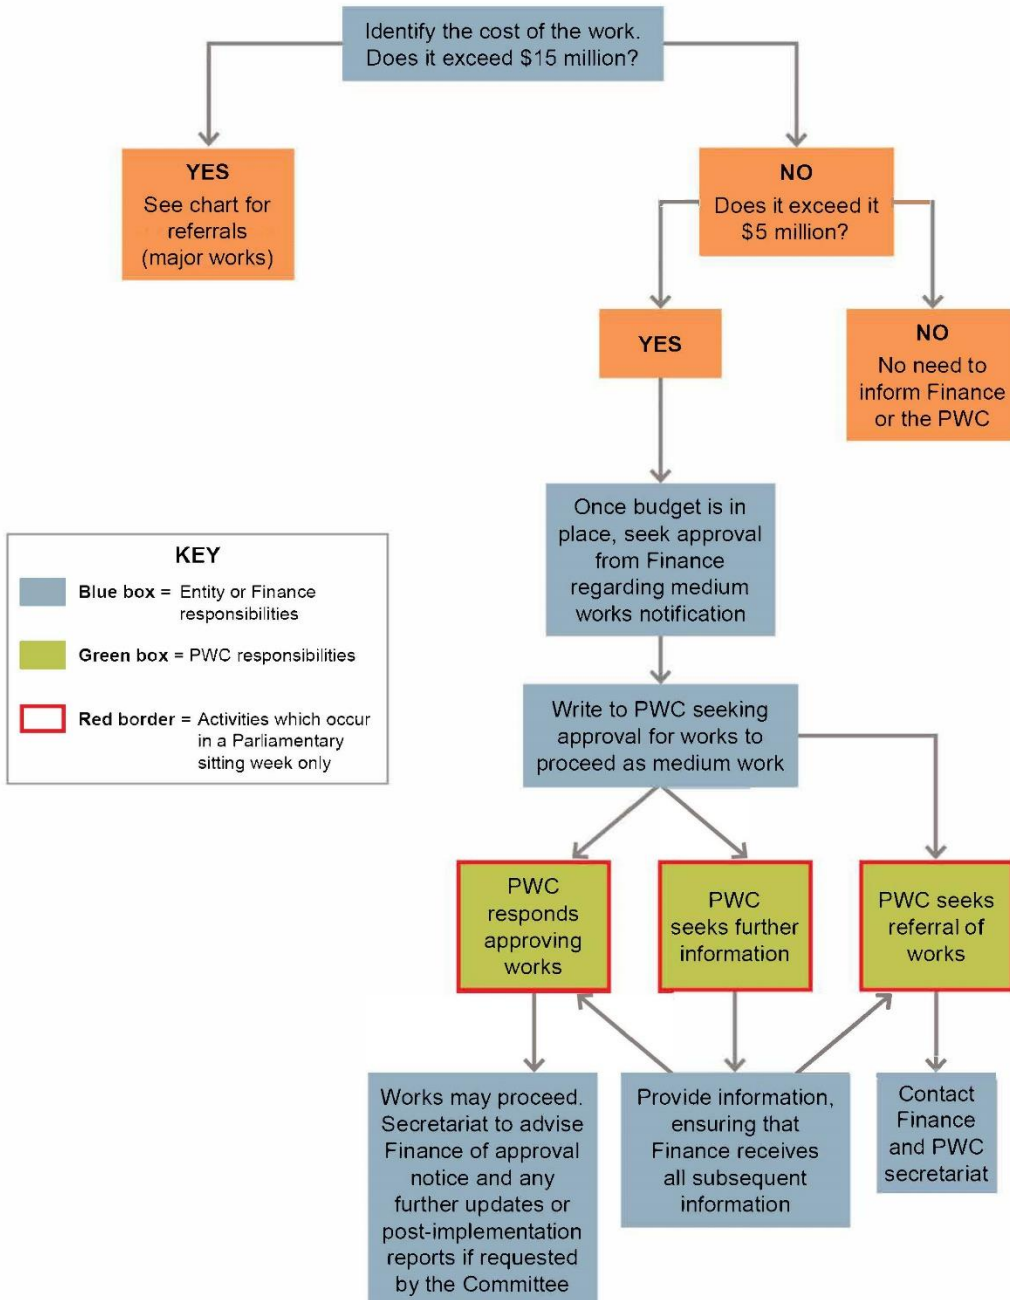 Identify the cost of the work.
Does it exceed $15 million?
YES
See chart for
referrals
(major works)
NO
Does it exceed it
$5 million?
YES
NO
No need to
inform Finance
or the PWC
Once budget is in
place, seek approval
from Finance
regarding medium
works notification
KEY
Blue box = Entity or Finance
responsibilities
Green box = PWC responsibilities
Red border = Activities which occur
in a Parliamentary
sitting week only
Write to PWC seeking
approval for works to
proceed as medium work
PWC
responds
approving
works
PWC
seeks further
information
PWC seeks
referral of
works
Works may proceed.
Secretariat to advise
Finance of approval
notice and any
further updates or
post-implementation
reports if requested
by the Committee
Provide information,
ensuring that
Finance receives
all subsequent
information
Contact
Finance
and PWC
secretariat